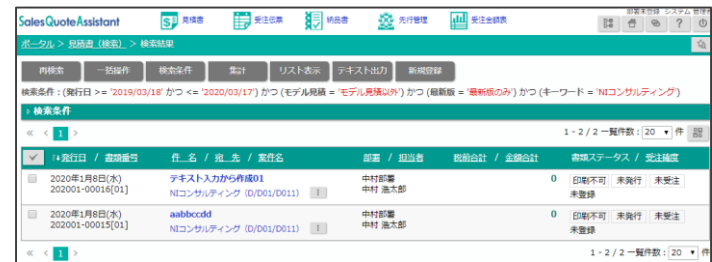 SalesQuoteAssistant 見積書 受注伝票 納品書 先行管理 受注金額表 部署未登録 システム 管理
ポータル > 見積書（検索） > 検索結果
再検索 一括操作 検索条件 集計 リスト表示 テキスト出力 新規登録
検索条件：(発行日 >= '2019/03/18' かつ <= '2020/03/17') かつ (モデル見積 = 'モデル見積以外') かつ (最新版 = '最新版のみ') かつ (キーワード = 'NIコンサルティング')
› 検索条件
« < 1 > 1 - 2 / 2 一覧件数：20 件
発行日 / 書類番号 件 名 / 宛 先 / 案件名 部署 / 担当者 税前合計 / 金額合計 書類ステータス / 受注確度
2020年1月8日(水) テキスト入力から作成01 中村部署 0 印刷不可 未発行 未受注
202001-00016[01] NIコンサルティング (D/D01/D011) 中村 浩太郎 未登録
2020年1月8日(水) aabbccdd 中村部署 0 印刷不可 未発行 未受注
202001-00015[01] NIコンサルティング (D/D01/D011) 中村 浩太郎 未登録
« < 1 > 1 - 2 / 2 一覧件数：20 件